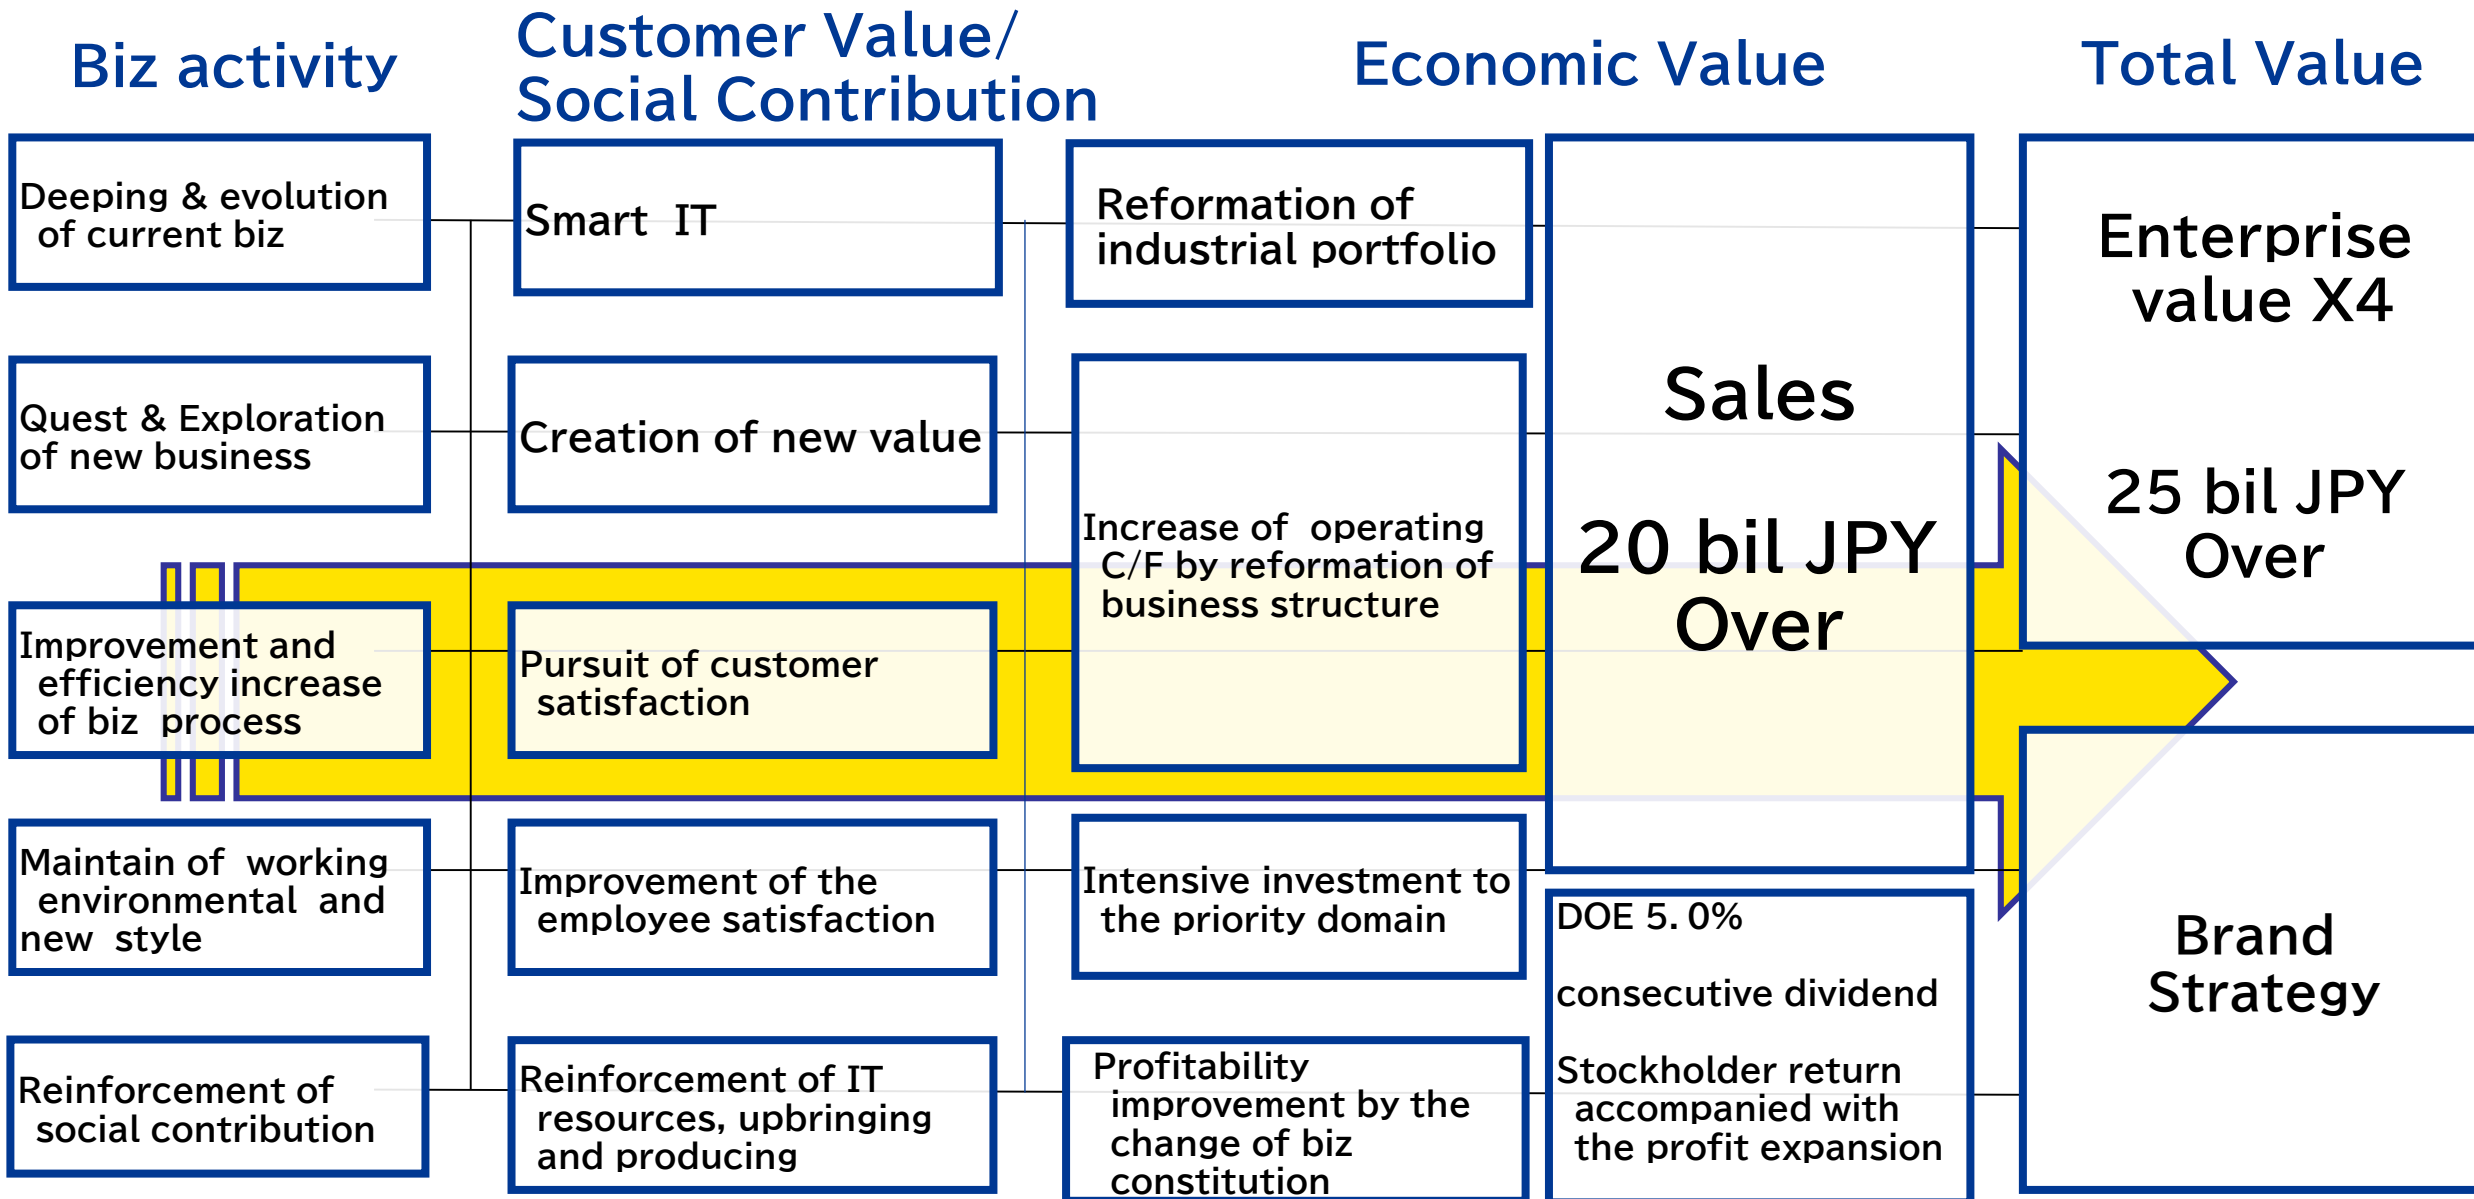 Biz activity
Customer Value/
Social Contribution
Economic Value
Total Value
Deeping & evolution
of current biz
Smart IT
Reformation of
industrial portfolio
Sales
20 bil JPY
Over
Enterprise
value X4
25 bil JPY
Over
Quest & Exploration
of new business
Creation of new value
Increase of operating
C/F by reformation of
business structure
Improvement and
efficiency increase
of biz process
Pursuit of customer
satisfaction
Maintain of working
environmental and
new style
Improvement of the
employee satisfaction
Intensive investment to
the priority domain
DOE 5.0%
consecutive dividend
Stockholder return
accompanied with
the profit expansion
Brand
Strategy
Reinforcement of
social contribution
Reinforcement of IT
resources, upbringing
and producing
Profitability
improvement by the
change of biz
constitution